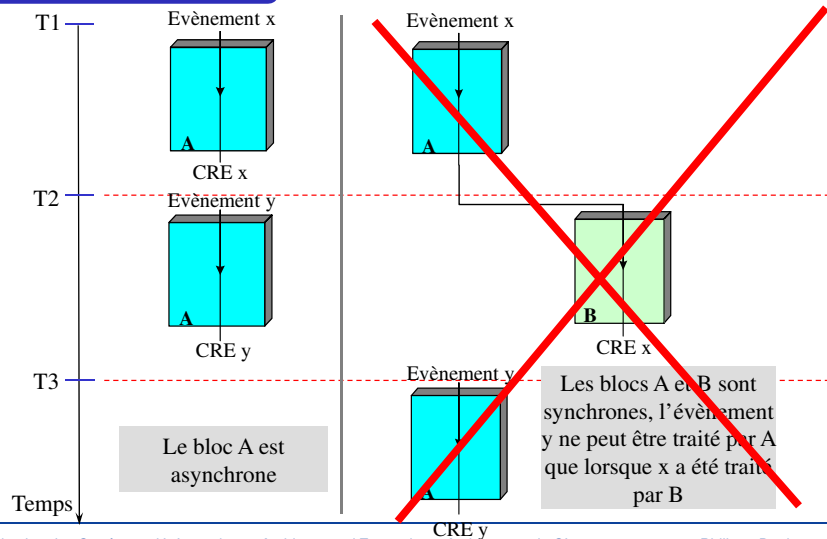 T1
Evènement x
A
CRE x
T2
Evènement y
A
CRE y
T3
Le bloc A est
asynchrone
Temps
Evènement x
A
B
CRE x
Evènement y
A
CRE y
Les blocs A et B sont
synchrones, l'évènement
y ne peut être traité par A
que lorsque x a été traité
par B